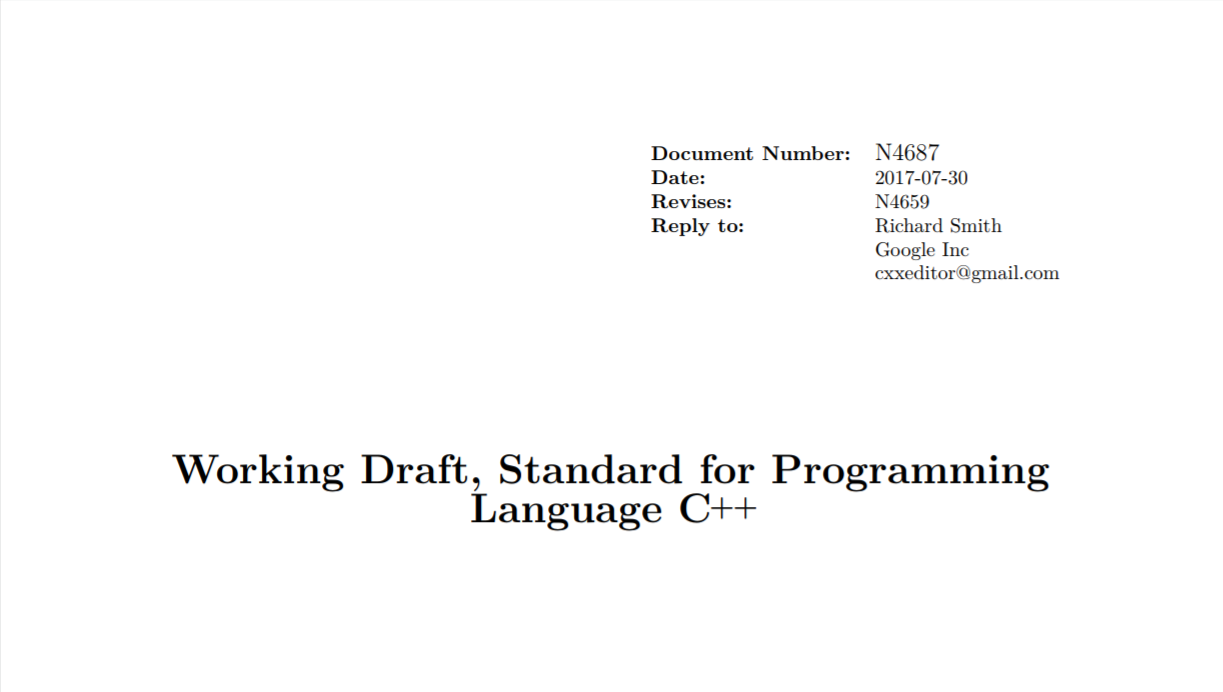 Document Number: N4687
Date: 2017-07-30
Revises: N4659
Reply to: Richard Smith
Google Inc
cxxeditor@gmail.com
Working Draft, Standard for Programming
Language C++